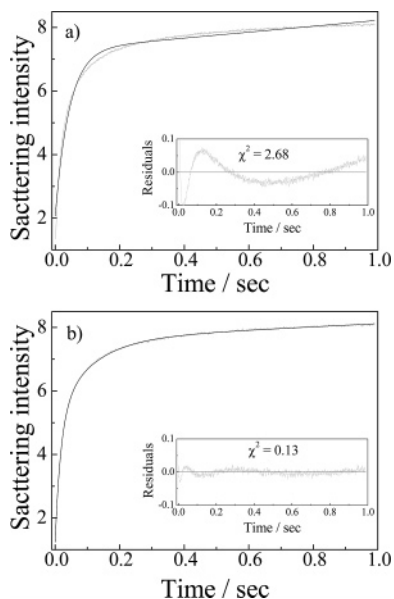 a)
8
6
4
2
Sacttering intensity
0.1
0.0
-0.1
Residuals
χ² = 2.68
0.0 0.2 0.4 0.6 0.8 1.0
Time / sec
0.0 0.2 0.4 0.6 0.8 1.0
Time / sec
b)
8
6
4
2
Sacttering intensity
0.1
0.0
-0.1
Residuals
χ² = 0.13
0.0 0.2 0.4 0.6 0.8 1.0
Time / sec
0.0 0.2 0.4 0.6 0.8 1.0
Time / sec